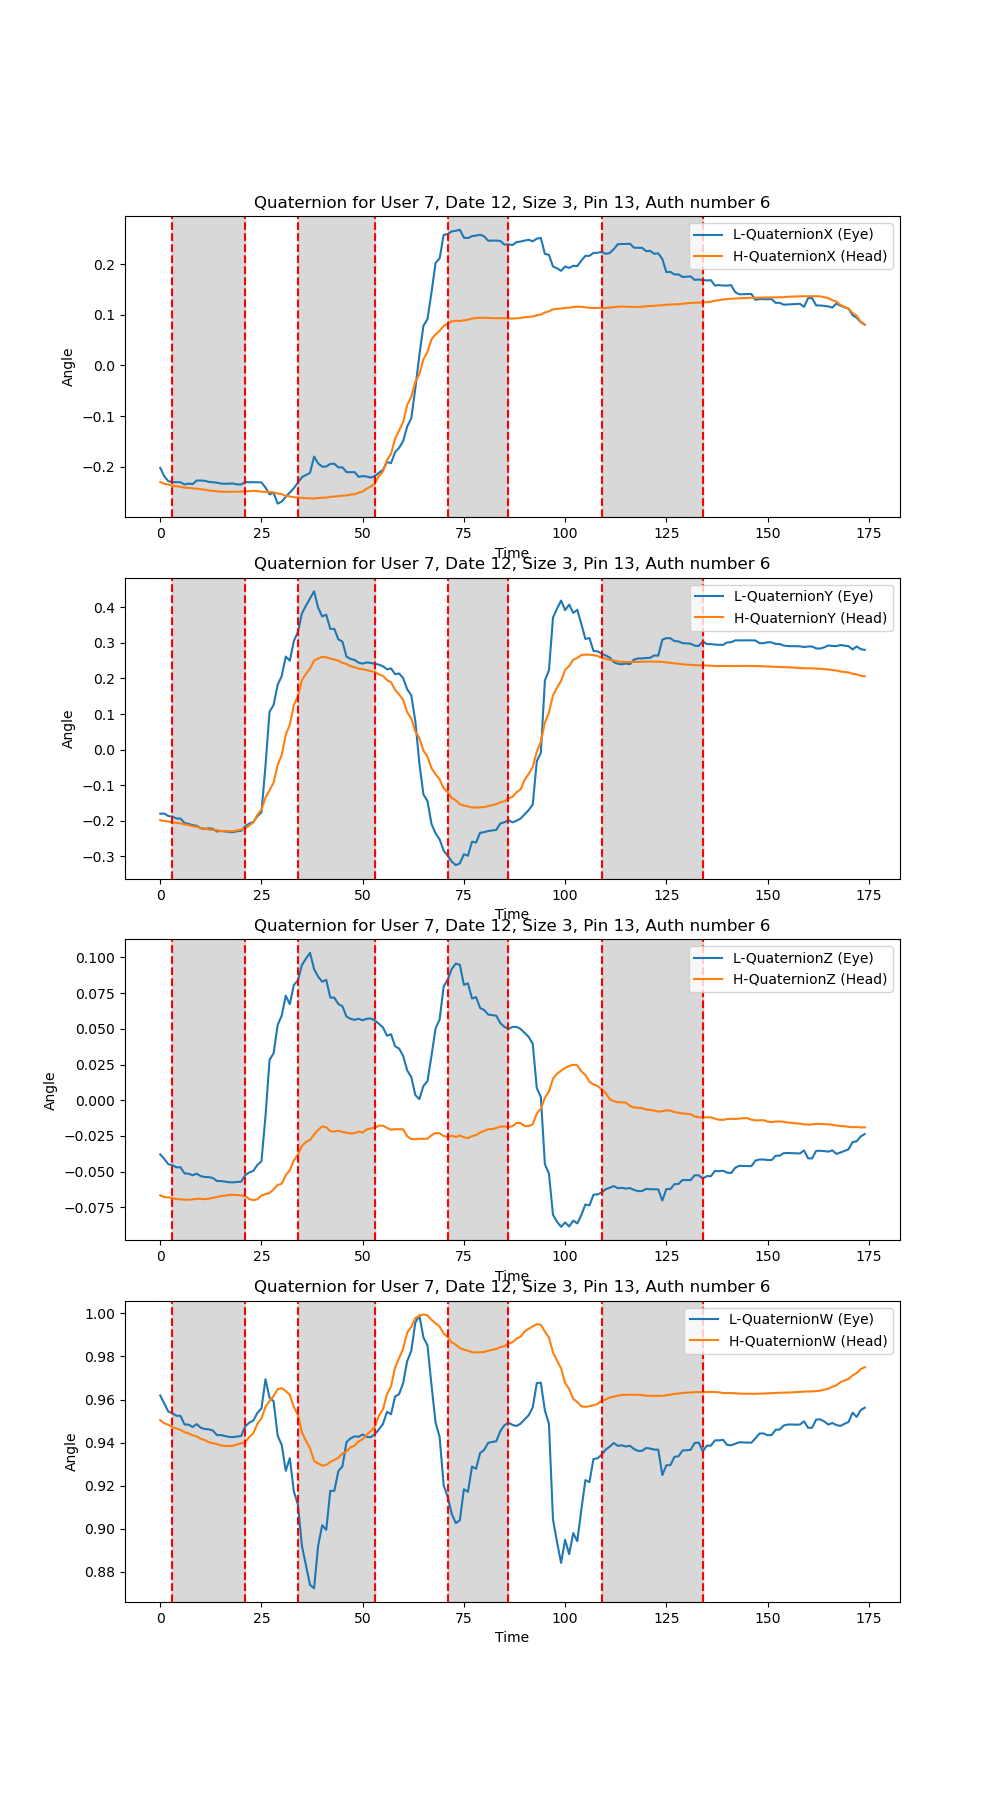 Quaternion for User 7, Date 12, Size 3, Pin 13, Auth number 6
L-QuaternionX (Eye)
H-QuaternionX (Head)
0.2
0.1
0.0
−0.1
−0.2
Angle
0 25 50 75 100 125 150 175
Time
Quaternion for User 7, Date 12, Size 3, Pin 13, Auth number 6
L-QuaternionY (Eye)
H-QuaternionY (Head)
0.4
0.3
0.2
0.1
0.0
−0.1
−0.2
−0.3
Angle
0 25 50 75 100 125 150 175
Time
Quaternion for User 7, Date 12, Size 3, Pin 13, Auth number 6
L-QuaternionZ (Eye)
H-QuaternionZ (Head)
0.100
0.075
0.050
0.025
0.000
−0.025
−0.050
−0.075
Angle
0 25 50 75 100 125 150 175
Time
Quaternion for User 7, Date 12, Size 3, Pin 13, Auth number 6
L-QuaternionW (Eye)
H-QuaternionW (Head)
1.00
0.98
0.96
0.94
0.92
0.90
0.88
Angle
0 25 50 75 100 125 150 175
Time